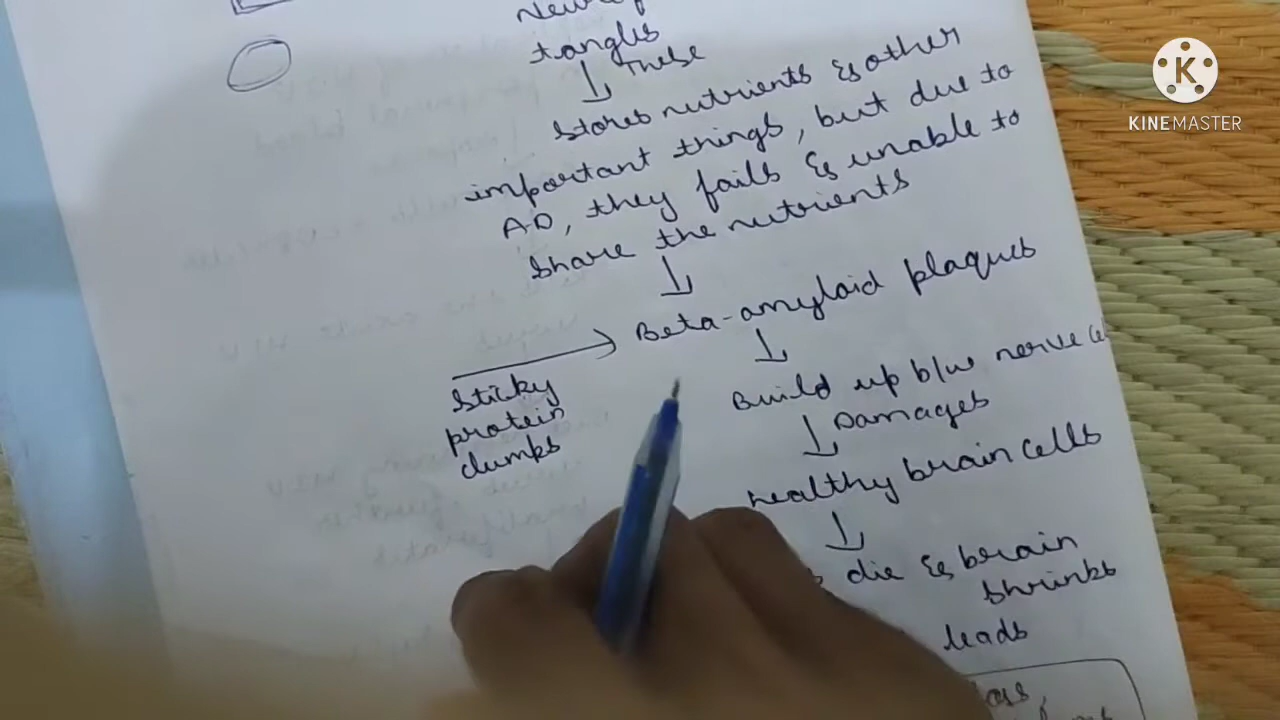 tangles
These
stores nutrients & other
important things, but due to
AD, they fails & unable to
share the nutrients
Beta-amyloid plaques
sticky
protein
clumps
Build up b/w nerve
Damages
healthy brain cells
die & brain
shrinks
leads
K
KINEMASTER